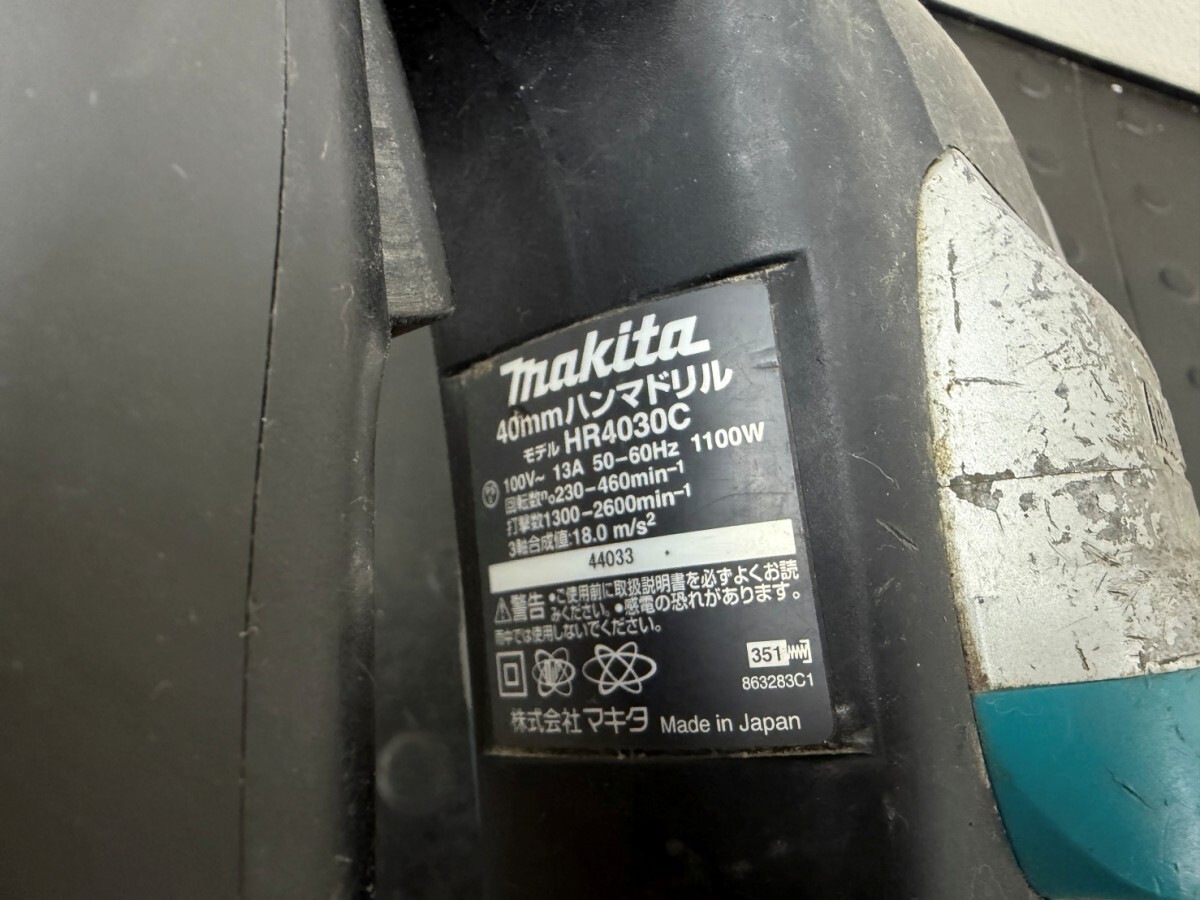 makita
40mmハンマドリル
モデル HR4030C
100V~ 13A 50-60Hz 1100W
回転数n₀230-460min⁻¹
打撃数1300-2600min⁻¹
3軸合成値:18.0 m/s²
44033
⚠警告 •ご使用前に取扱説明書を必ずよくお読
みください。•感電の恐れがあります。
雨中では使用しないでください。
351
863283C1
株式会社 マキタ Made in Japan